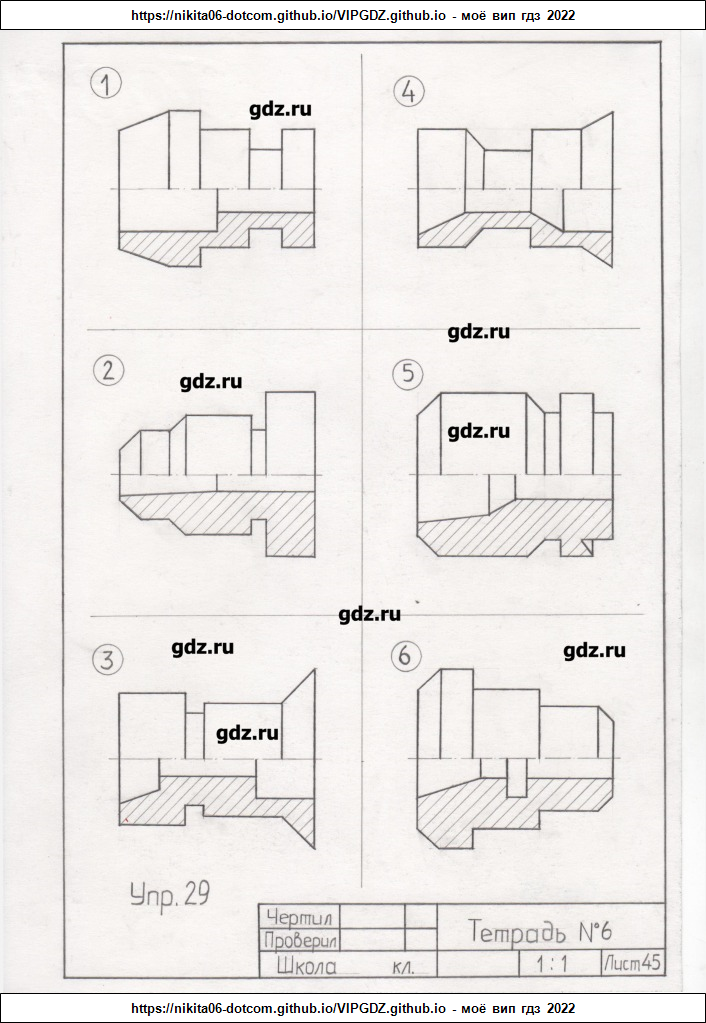 https://nikita06-dotcom.github.io/VIPGDZ.github.io - моё вип гдз 2022
1
gdz.ru
4
gdz.ru
2
gdz.ru
5
gdz.ru
gdz.ru
3
gdz.ru
6
gdz.ru
gdz.ru
Упр. 29
Чертил
Проверил
Тетрадь №6
Школа кл.
1:1
Лист 45
https://nikita06-dotcom.github.io/VIPGDZ.github.io - моё вип гдз 2022